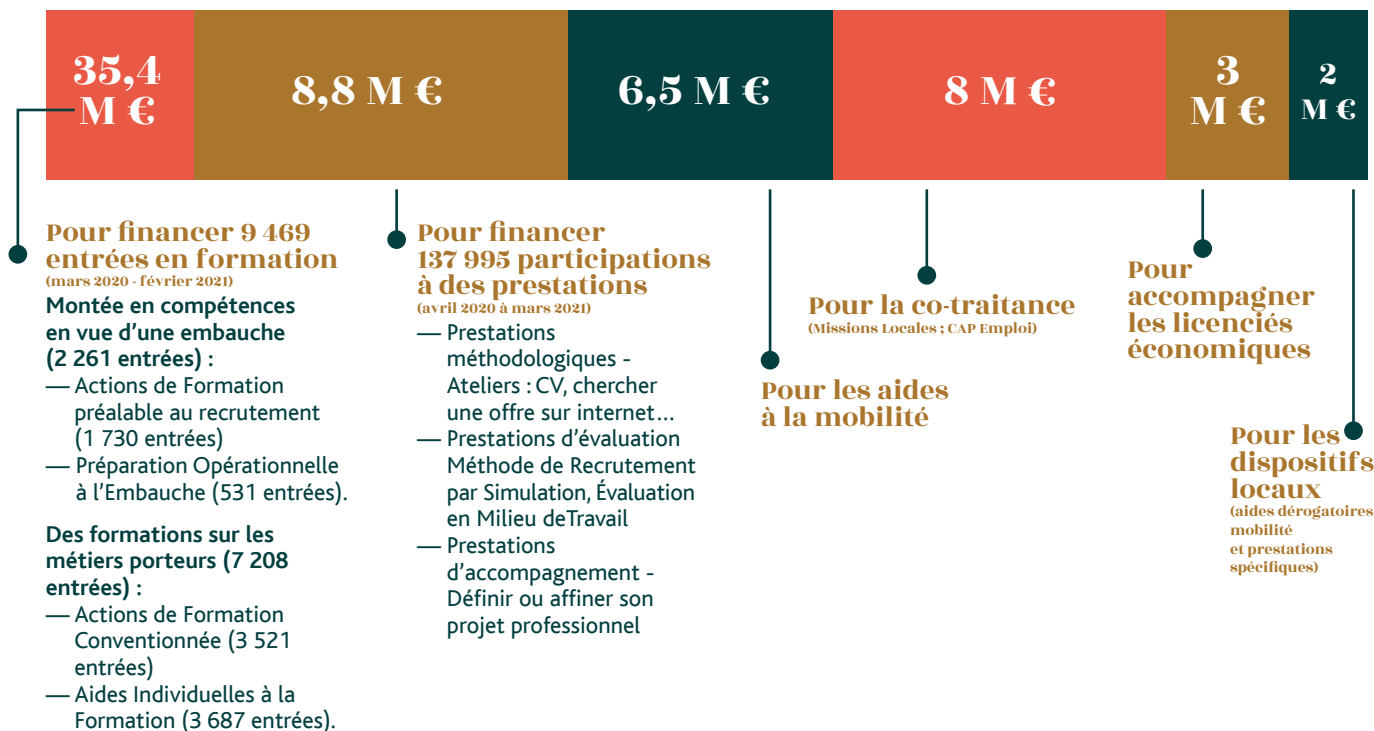 35,4
M €
8,8 M €
6,5 M €
8 M €
3
M €
2
M €
Pour financer 9 469
entrées en formation
(mars 2020 - février 2021)
Montée en compétences
en vue d’une embauche
(2 261 entrées) :
— Actions de Formation
préalable au recrutement
(1 730 entrées)
— Préparation Opérationnelle
à l’Embauche (531 entrées).
Des formations sur les
métiers porteurs (7 208
entrées) :
— Actions de Formation
Conventionnée (3 521
entrées)
— Aides Individuelles à la
Formation (3 687 entrées).
Pour financer
137 995 participations
à des prestations
(avril 2020 à mars 2021)
— Prestations
méthodologiques -
Ateliers : CV, chercher
une offre sur internet…
— Prestations d’évaluation
Méthode de Recrutement
par Simulation, Évaluation
en Milieu deTravail
— Prestations
d’accompagnement -
Définir ou affiner son
projet professionnel
Pour les aides
à la mobilité
Pour la co-traitance
(Missions Locales ; CAP Emploi)
Pour
accompagner
les licenciés
économiques
Pour les
dispositifs
locaux
(aides dérogatoires
mobilité
et prestations
spécifiques)